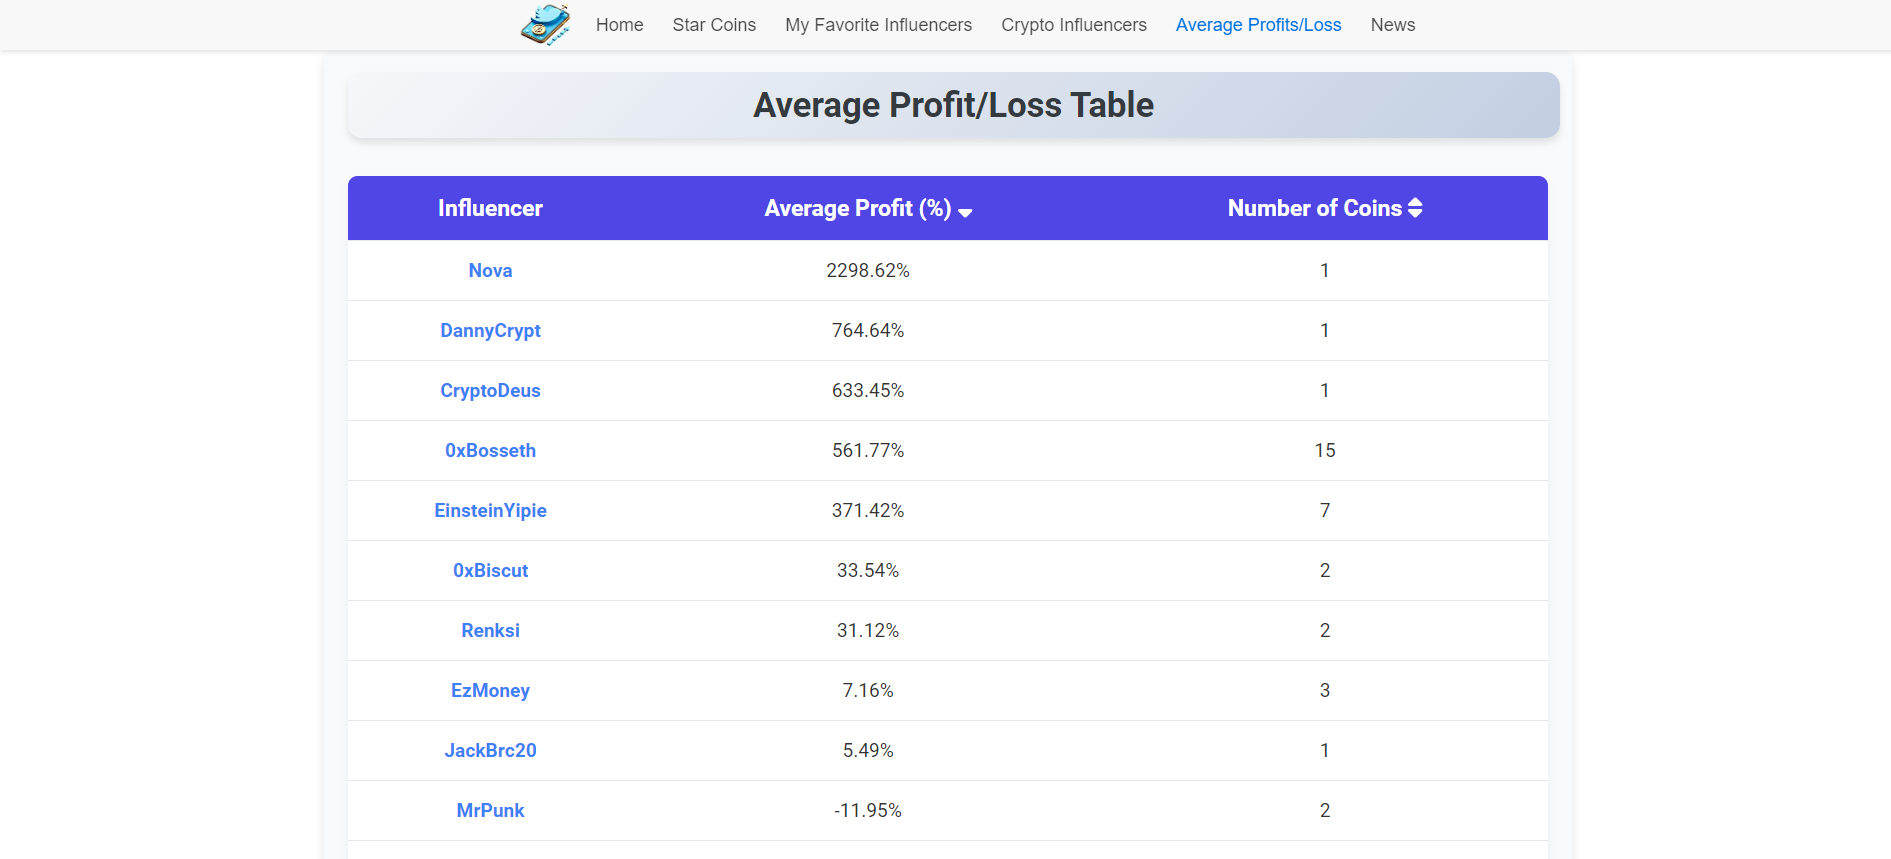 Home Star Coins My Favorite Influencers Crypto Influencers Average Profits/Loss News
Average Profit/Loss Table
Influencer Average Profit (%) Number of Coins
Nova 2298.62% 1
DannyCrypt 764.64% 1
CryptoDeus 633.45% 1
0xBosseth 561.77% 15
EinsteinYipie 371.42% 7
0xBiscut 33.54% 2
Renksi 31.12% 2
EzMoney 7.16% 3
JackBrc20 5.49% 1
MrPunk -11.95% 2